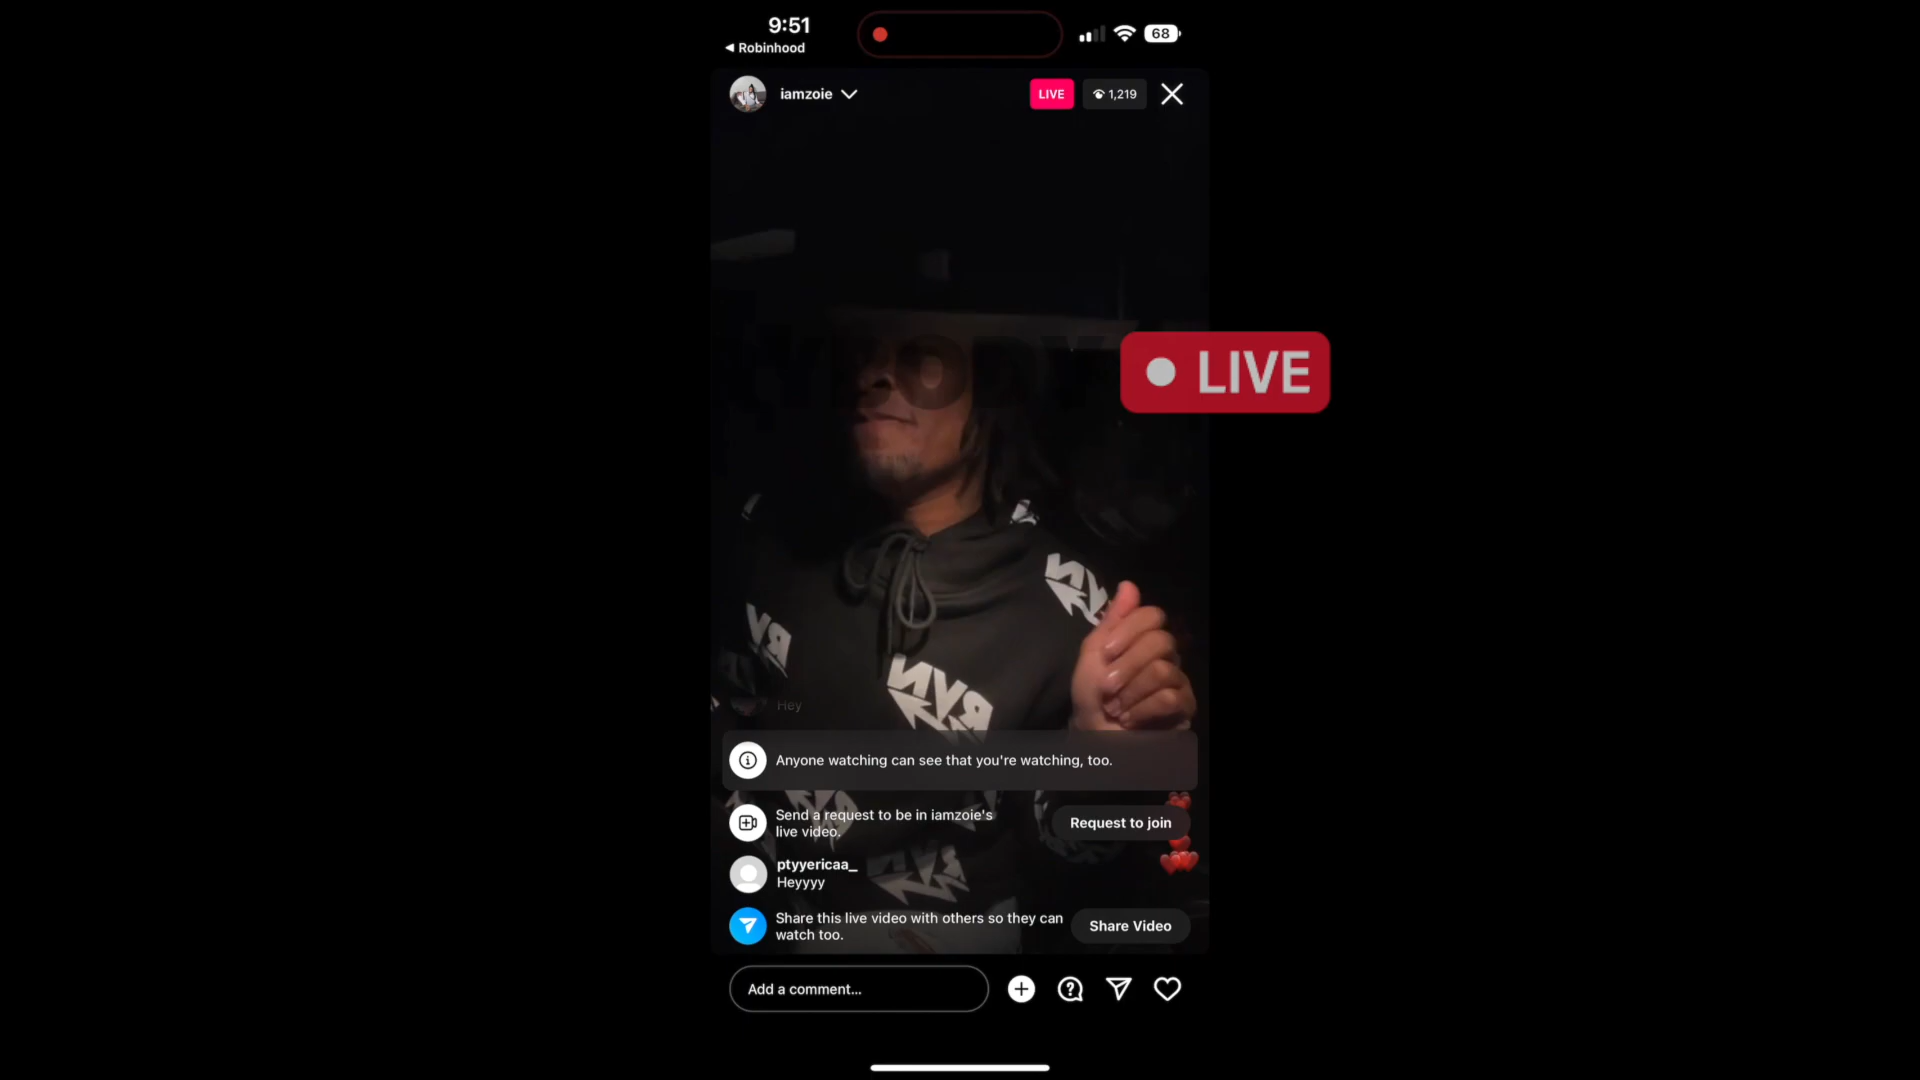 9:51
Robinhood
68
iamzoie
LIVE
1,219
LIVE
Hey
Anyone watching can see that you're watching, too.
Send a request to be in iamzoie's
live video.
Request to join
ptyyericaa_
Heyyyy
Share this live video with others so they can
watch too.
Share Video
Add a comment...